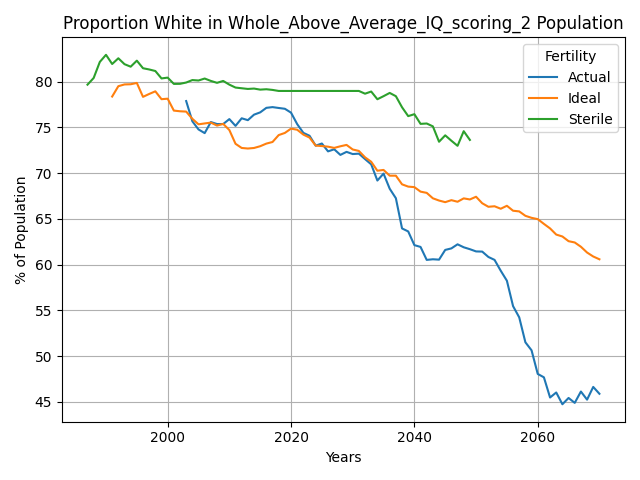 Proportion White in Whole_Above_Average_IQ_scoring_2 Population
Fertility
Actual
Ideal
Sterile
% of Population
80
75
70
65
60
55
50
45
2000
2020
2040
2060
Years